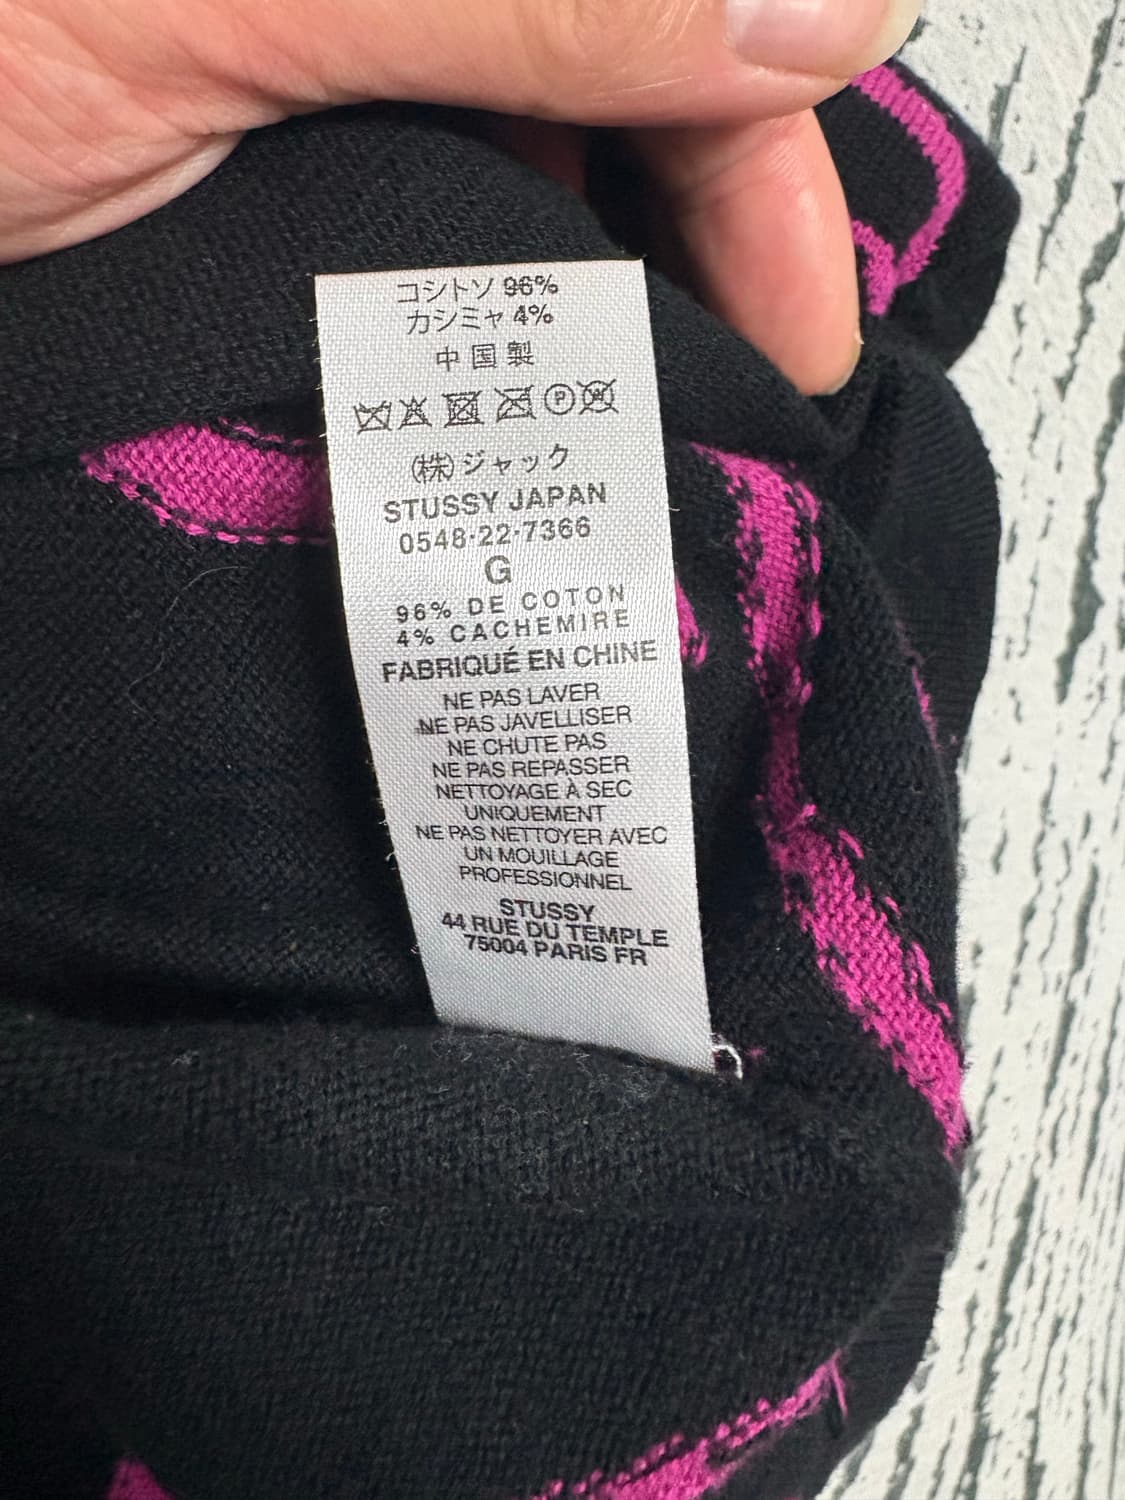 コシトソ 96%
カシミヤ 4%
中国製
P W
(株)ジャック
STUSSY JAPAN
0548-22-7366
G
96% DE COTON
4% CACHEMIRE
FABRIQUÉ EN CHINE
NE PAS LAVER
NE PAS JAVELLISER
NE CHUTE PAS
NE PAS REPASSER
NETTOYAGE À SEC
UNIQUEMENT
NE PAS NETTOYER AVEC
UN MOUILLAGE
PROFESSIONNEL
STUSSY
44 RUE DU TEMPLE
75004 PARIS FR